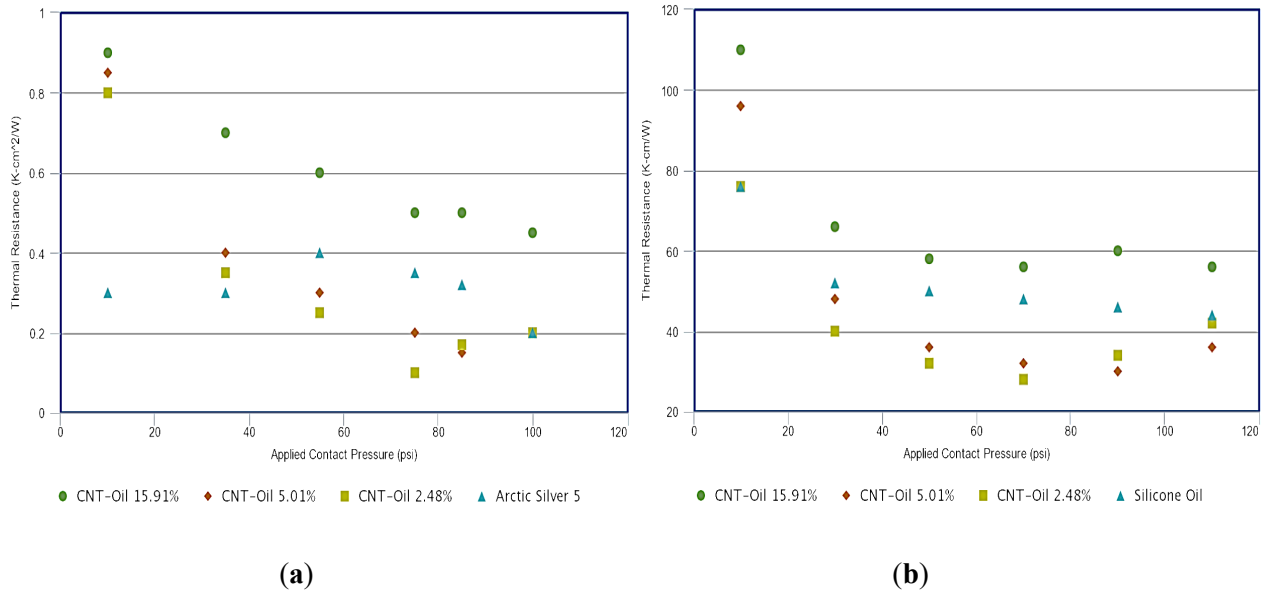 1
0.8
0.6
0.4
0.2
0
Thermal Resistance (K-cm^2/W)
0 20 40 60 80 100 120
Applied Contact Pressure (psi)
CNT-Oil 15.91% CNT-Oil 5.01% CNT-Oil 2.48% Arctic Silver 5
(a)
120
100
80
60
40
20
Thermal Resistance (K-cm/W)
0 20 40 60 80 100 120
Applied Contact Pressure (psi)
CNT-Oil 15.91% CNT-Oil 5.01% CNT-Oil 2.48% Silicone Oil
(b)